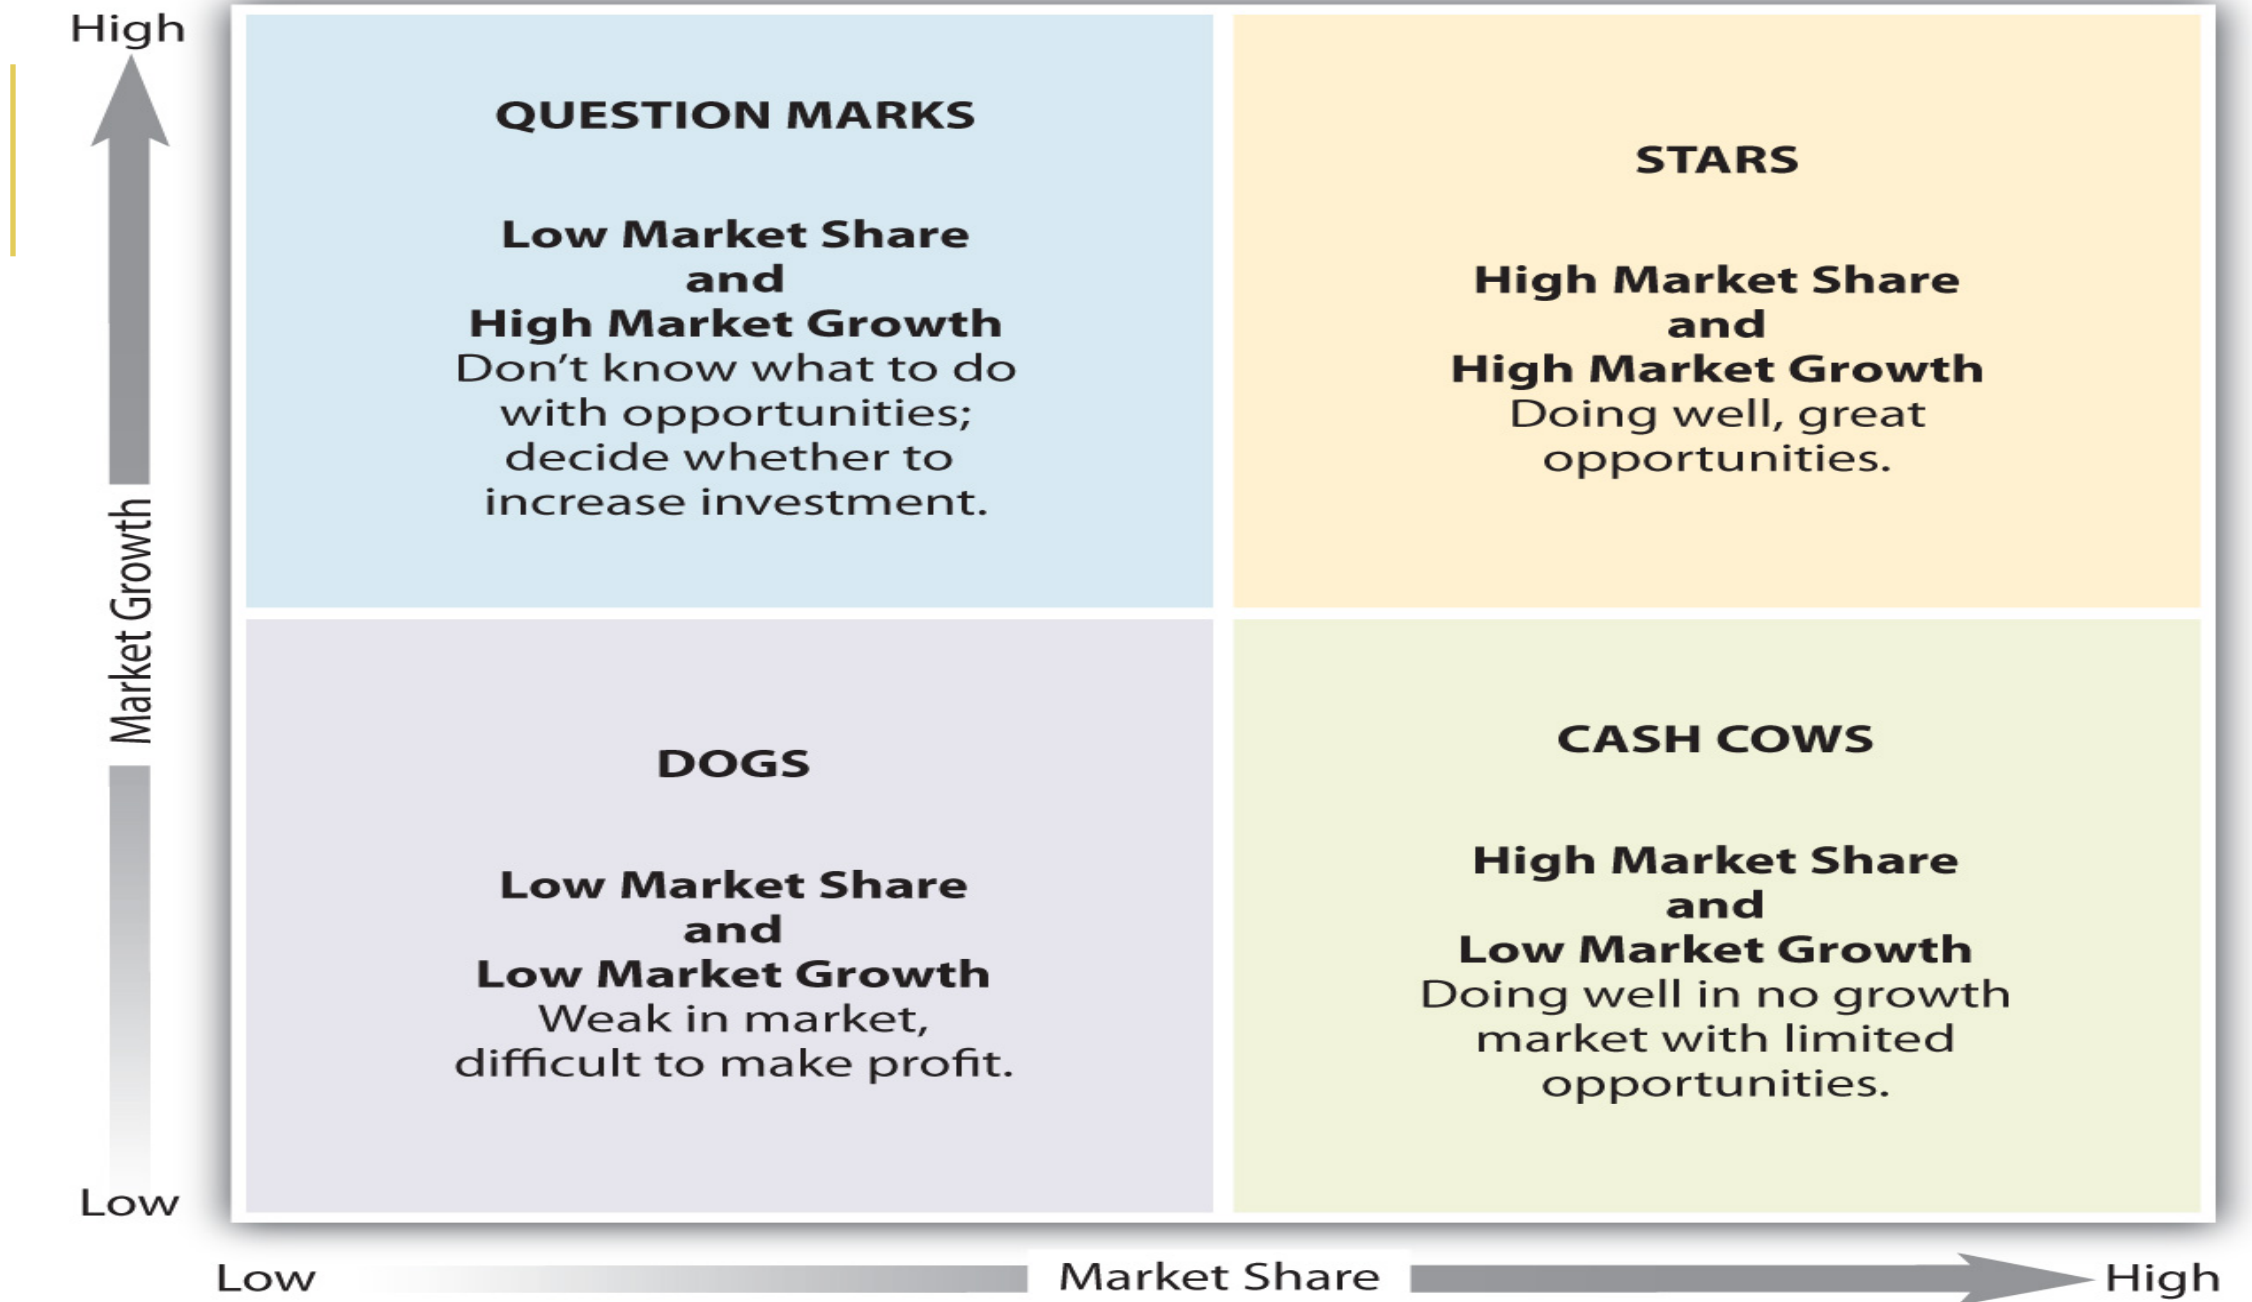 High
QUESTION MARKS
Low Market Share
and
High Market Growth
Don't know what to do
with opportunities;
decide whether to
increase investment.
STARS
High Market Share
and
High Market Growth
Doing well, great
opportunities.
Market Growth
DOGS
Low Market Share
and
Low Market Growth
Weak in market,
difficult to make profit.
CASH COWS
High Market Share
and
Low Market Growth
Doing well in no growth
market with limited
opportunities.
Low
Low
Market Share
High